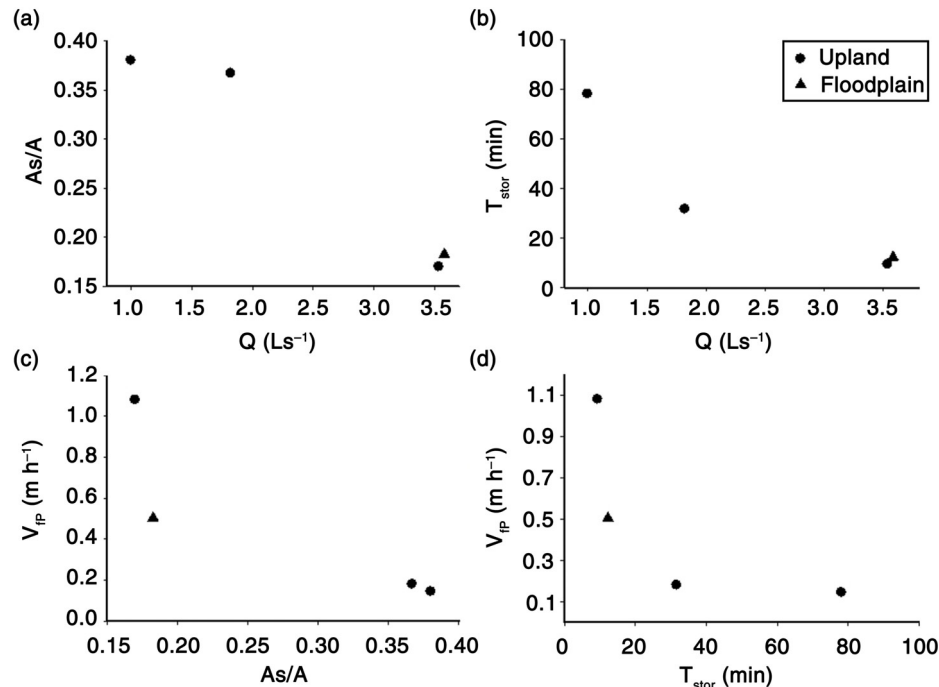 (a)
0.40
0.35
0.30
0.25
0.20
0.15
As/A
1.0 1.5 2.0 2.5 3.0 3.5
Q (Ls⁻¹)
(b)
100
80
60
40
20
0
T_stor (min)
1.0 1.5 2.0 2.5 3.0 3.5
Q (Ls⁻¹)
Upland
Floodplain
(c)
1.2
1.0
0.8
0.6
0.4
0.2
0.0
V_fP (m h⁻¹)
0.15 0.20 0.25 0.30 0.35 0.40
As/A
(d)
1.1
0.9
0.7
0.5
0.3
0.1
V_fP (m h⁻¹)
0 20 40 60 80 100
T_stor (min)